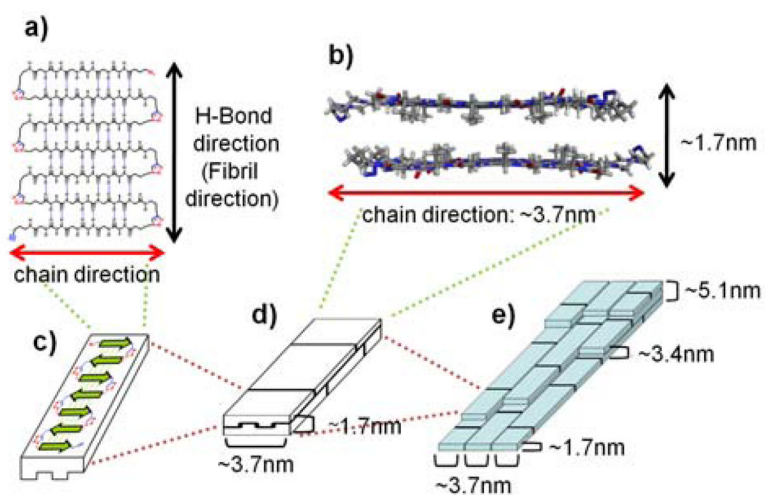 a)
H-Bond
direction
(Fibril
direction)
chain direction
b)
~1.7nm
chain direction: ~3.7nm
c)
d)
~1.7nm
~3.7nm
e)
~5.1nm
~3.4nm
~1.7nm
~3.7nm